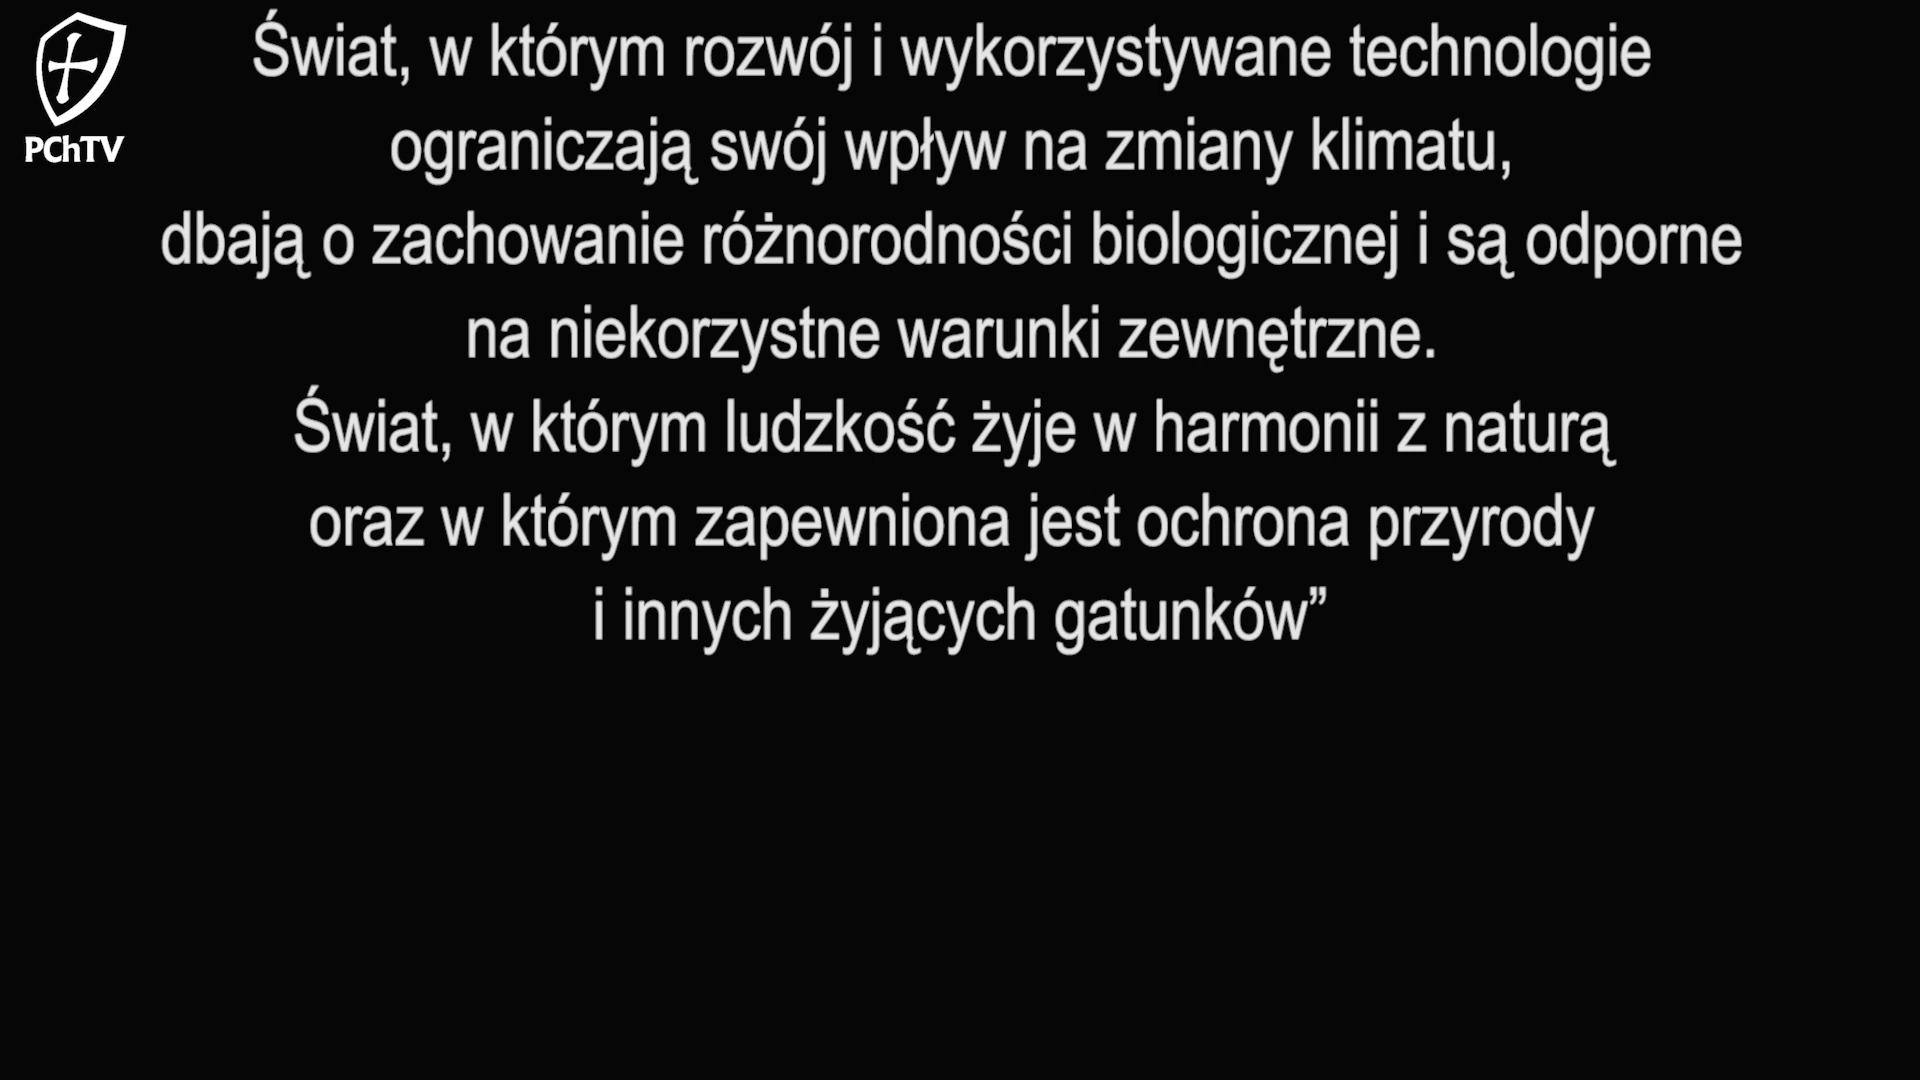 PChTV
Świat, w którym rozwój i wykorzystywane technologie
ograniczają swój wpływ na zmiany klimatu,
dbają o zachowanie różnorodności biologicznej i są odporne
na niekorzystne warunki zewnętrzne.
Świat, w którym ludzkość żyje w harmonii z naturą
oraz w którym zapewniona jest ochrona przyrody
i innych żyjących gatunków”